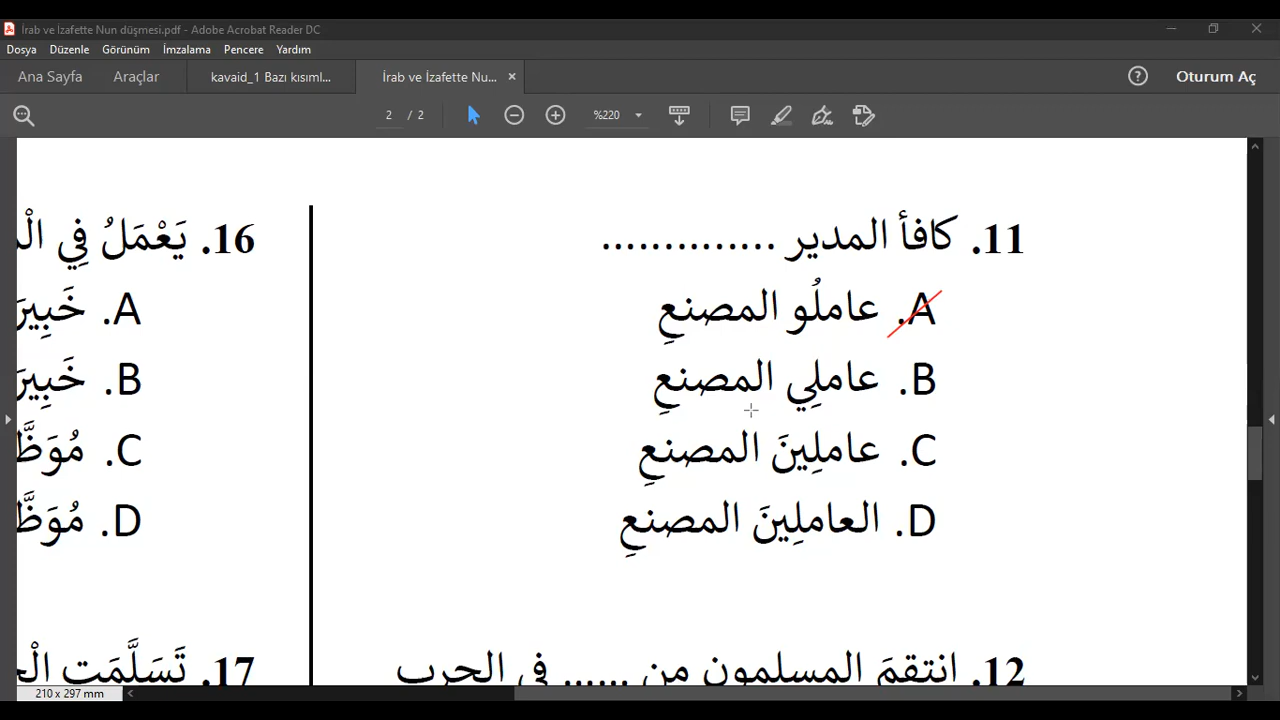 İrab ve İzafette Nun düşmesi.pdf - Adobe Acrobat Reader DC
Dosya Düzenle Görünüm İmzalama Pencere Yardım
Ana Sayfa Araçlar kavaid_1 Bazı kısıml... İrab ve İzafette Nu... × Oturum Aç
2 / 2 %220
11. كافأ المدير ..............
A. عاملُو المصنعِ
B. عاملِي المصنعِ
C. عاملِينَ المصنعِ
D. العاملِينَ المصنعِ
12. انتقمَ المسلمون من ...... في الحرب
16. يَعْمَلُ فِي
A. خَبِيرَ
B. خَبِيرَ
C.
D.
17. تَسَلَّمَتِ
210 x 297 mm